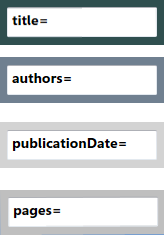 title=
authors=
publicationDate=
pages=